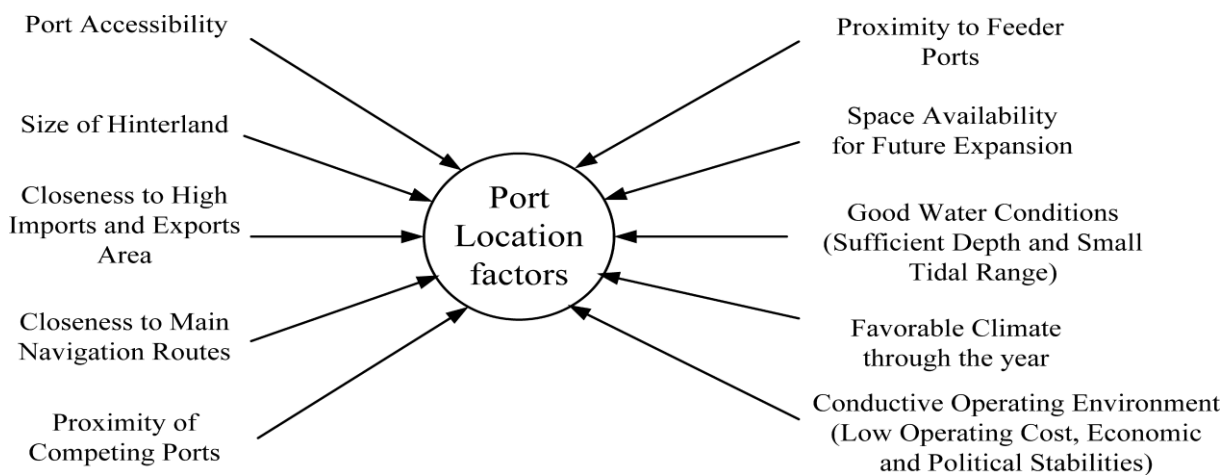 Port Accessibility
Size of Hinterland
Closeness to High
Imports and Exports
Area
Closeness to Main
Navigation Routes
Proximity of
Competing Ports
Port
Location
factors
Proximity to Feeder
Ports
Space Availability
for Future Expansion
Good Water Conditions
(Sufficient Depth and Small
Tidal Range)
Favorable Climate
through the year
Conductive Operating Environment
(Low Operating Cost, Economic
and Political Stabilities)